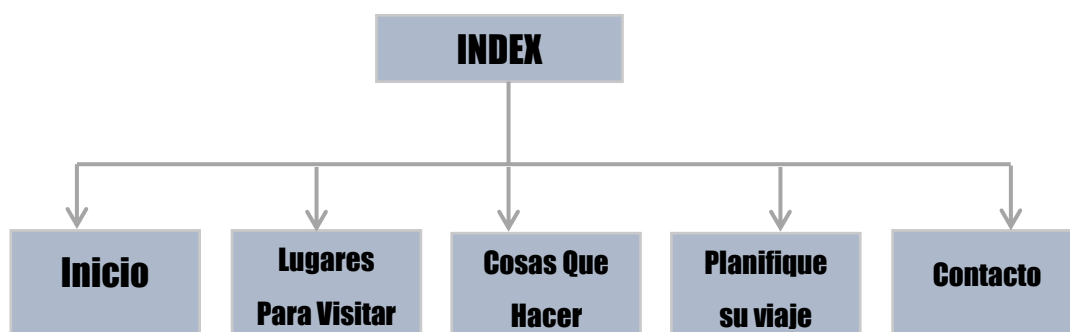 INDEX
Inicio
Lugares
Para Visitar
Cosas Que
Hacer
Planifique
su viaje
Contacto